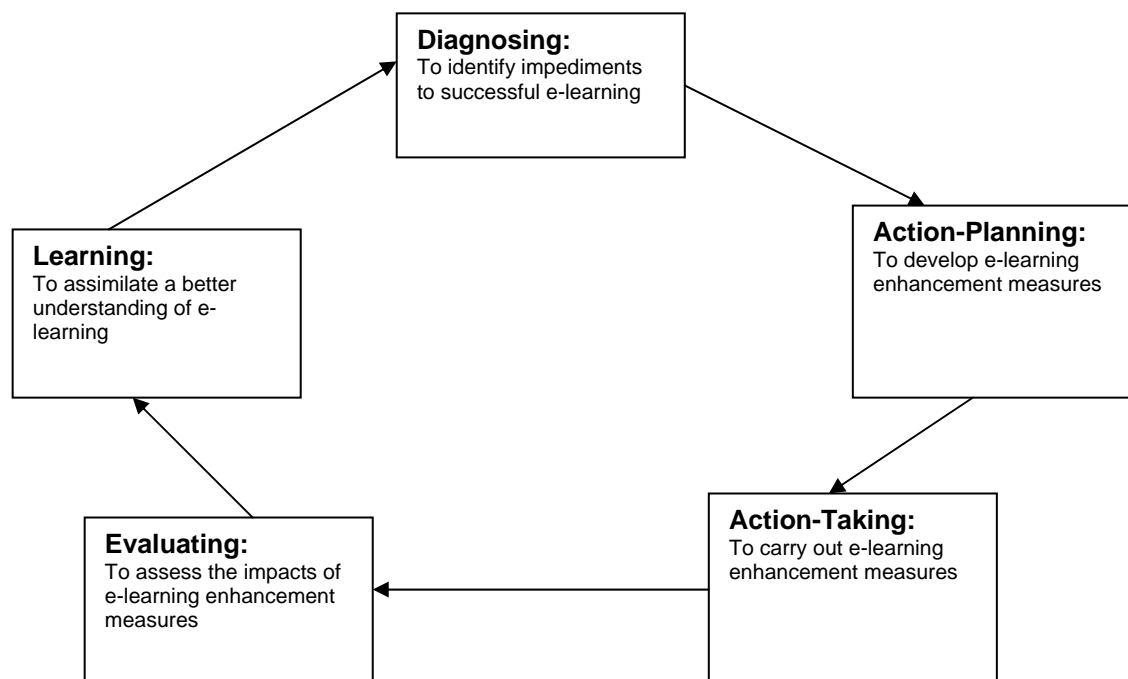 Diagnosing:
To identify impediments
to successful e-learning
Action-Planning:
To develop e-learning
enhancement measures
Action-Taking:
To carry out e-learning
enhancement measures
Evaluating:
To assess the impacts of
e-learning enhancement
measures
Learning:
To assimilate a better
understanding of e-
learning